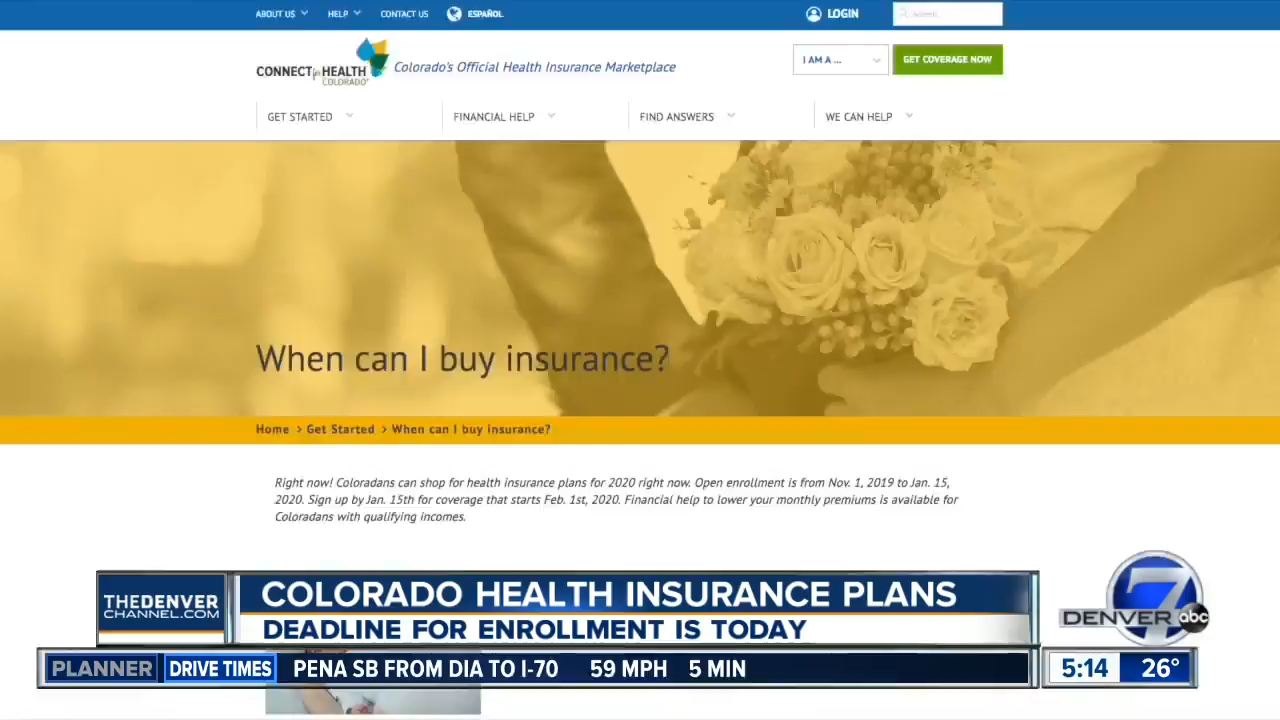 ABOUT US HELP CONTACT US ESPAÑOL LOGIN
CONNECT for HEALTH COLORADO Colorado's Official Health Insurance Marketplace I AM A ... GET COVERAGE NOW
GET STARTED FINANCIAL HELP FIND ANSWERS WE CAN HELP
When can I buy insurance?
Home > Get Started > When can I buy insurance?
Right now! Coloradans can shop for health insurance plans for 2020 right now. Open enrollment is from Nov. 1, 2019 to Jan. 15,
2020. Sign up by Jan. 15th for coverage that starts Feb. 1st, 2020. Financial help to lower your monthly premiums is available for
Coloradans with qualifying incomes.
THEDENVER
CHANNEL.COM
COLORADO HEALTH INSURANCE PLANS
DEADLINE FOR ENROLLMENT IS TODAY
DENVER 7 abc
PLANNER DRIVE TIMES PENA SB FROM DIA TO I-70 59 MPH 5 MIN 5:14 26°